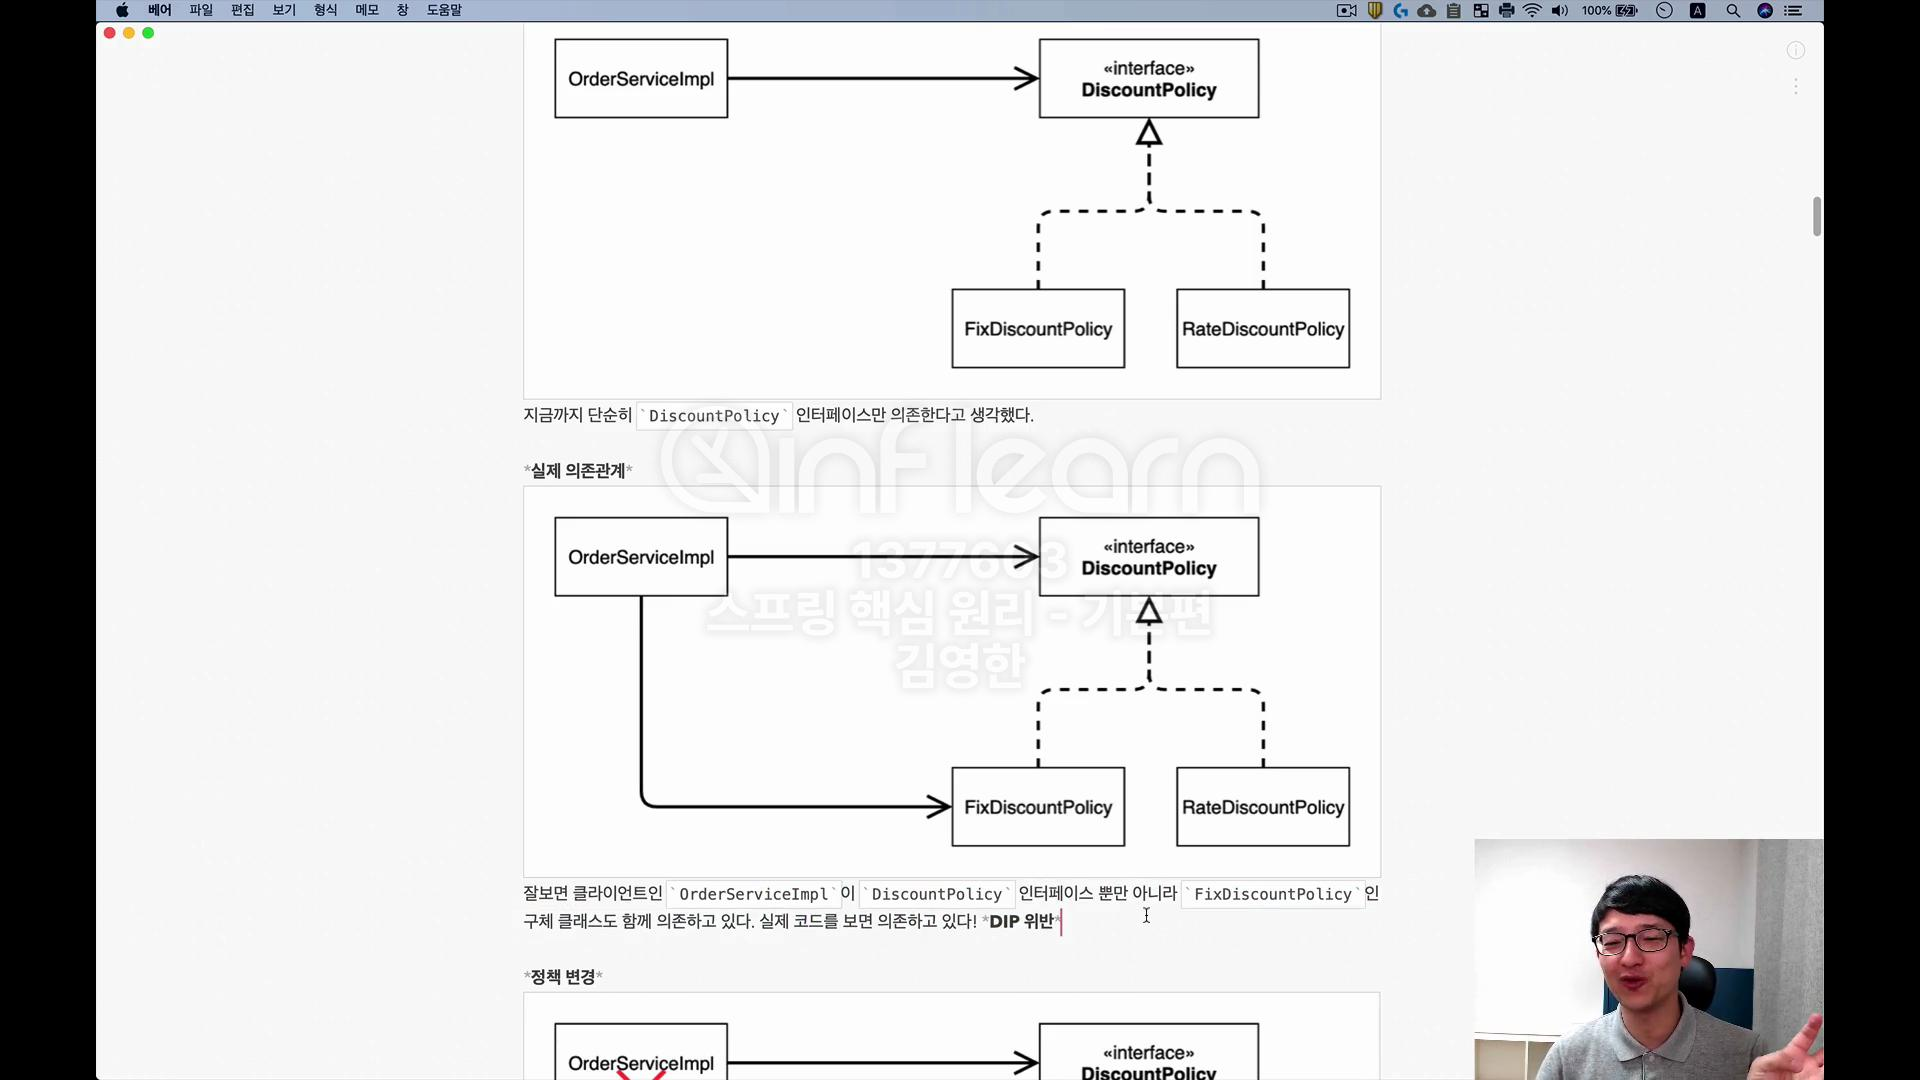 베어 파일 편집 보기 형식 메모 창 도움말 100% A
OrderServiceImpl
«interface»
DiscountPolicy
FixDiscountPolicy
RateDiscountPolicy
지금까지 단순히 `DiscountPolicy` 인터페이스만 의존한다고 생각했다.
*실제 의존관계*
inflearn
1377603
스프링 핵심 원리 - 기본편
김영한
OrderServiceImpl
«interface»
DiscountPolicy
FixDiscountPolicy
RateDiscountPolicy
잘보면 클라이언트인 `OrderServiceImpl`이 `DiscountPolicy` 인터페이스 뿐만 아니라 `FixDiscountPolicy`인
구체 클래스도 함께 의존하고 있다. 실제 코드를 보면 의존하고 있다! *DIP 위반*
*정책 변경*
OrderServiceImpl
«interface»
DiscountPolicy